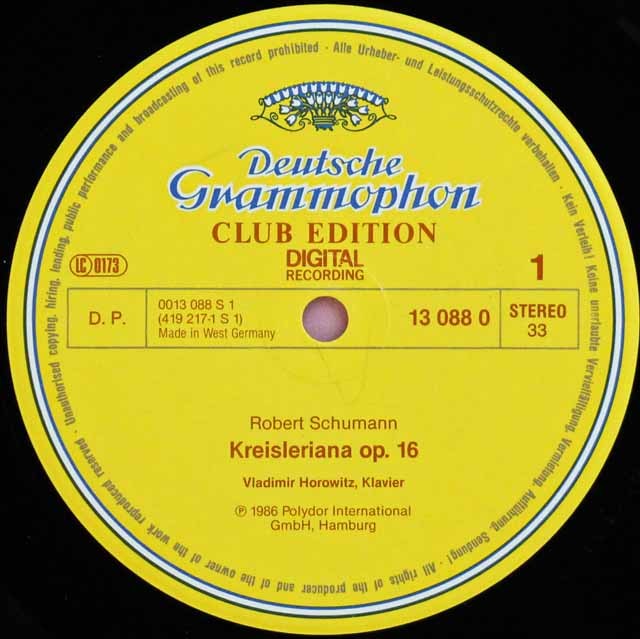 Deutsche
Grammophon
CLUB EDITION
DIGITAL
RECORDING
LC 0173
1
D. P.
0013 088 S 1
(419 217-1 S 1)
Made in West Germany
13 088 0
STEREO
33
Robert Schumann
Kreisleriana op. 16
Vladimir Horowitz, Klavier
℗ 1986 Polydor International
GmbH, Hamburg
Alle Urheber- und Leistungsschutzrechte vorbehalten · Kein Verleih! Keine unerlaubte Vervielfältigung, Vermietung, Aufführung, Sendung! · All rights of the producer and of the owner of the work reproduced reserved · Unauthorised copying, hiring, lending, public performance and broadcasting of this record prohibited ·